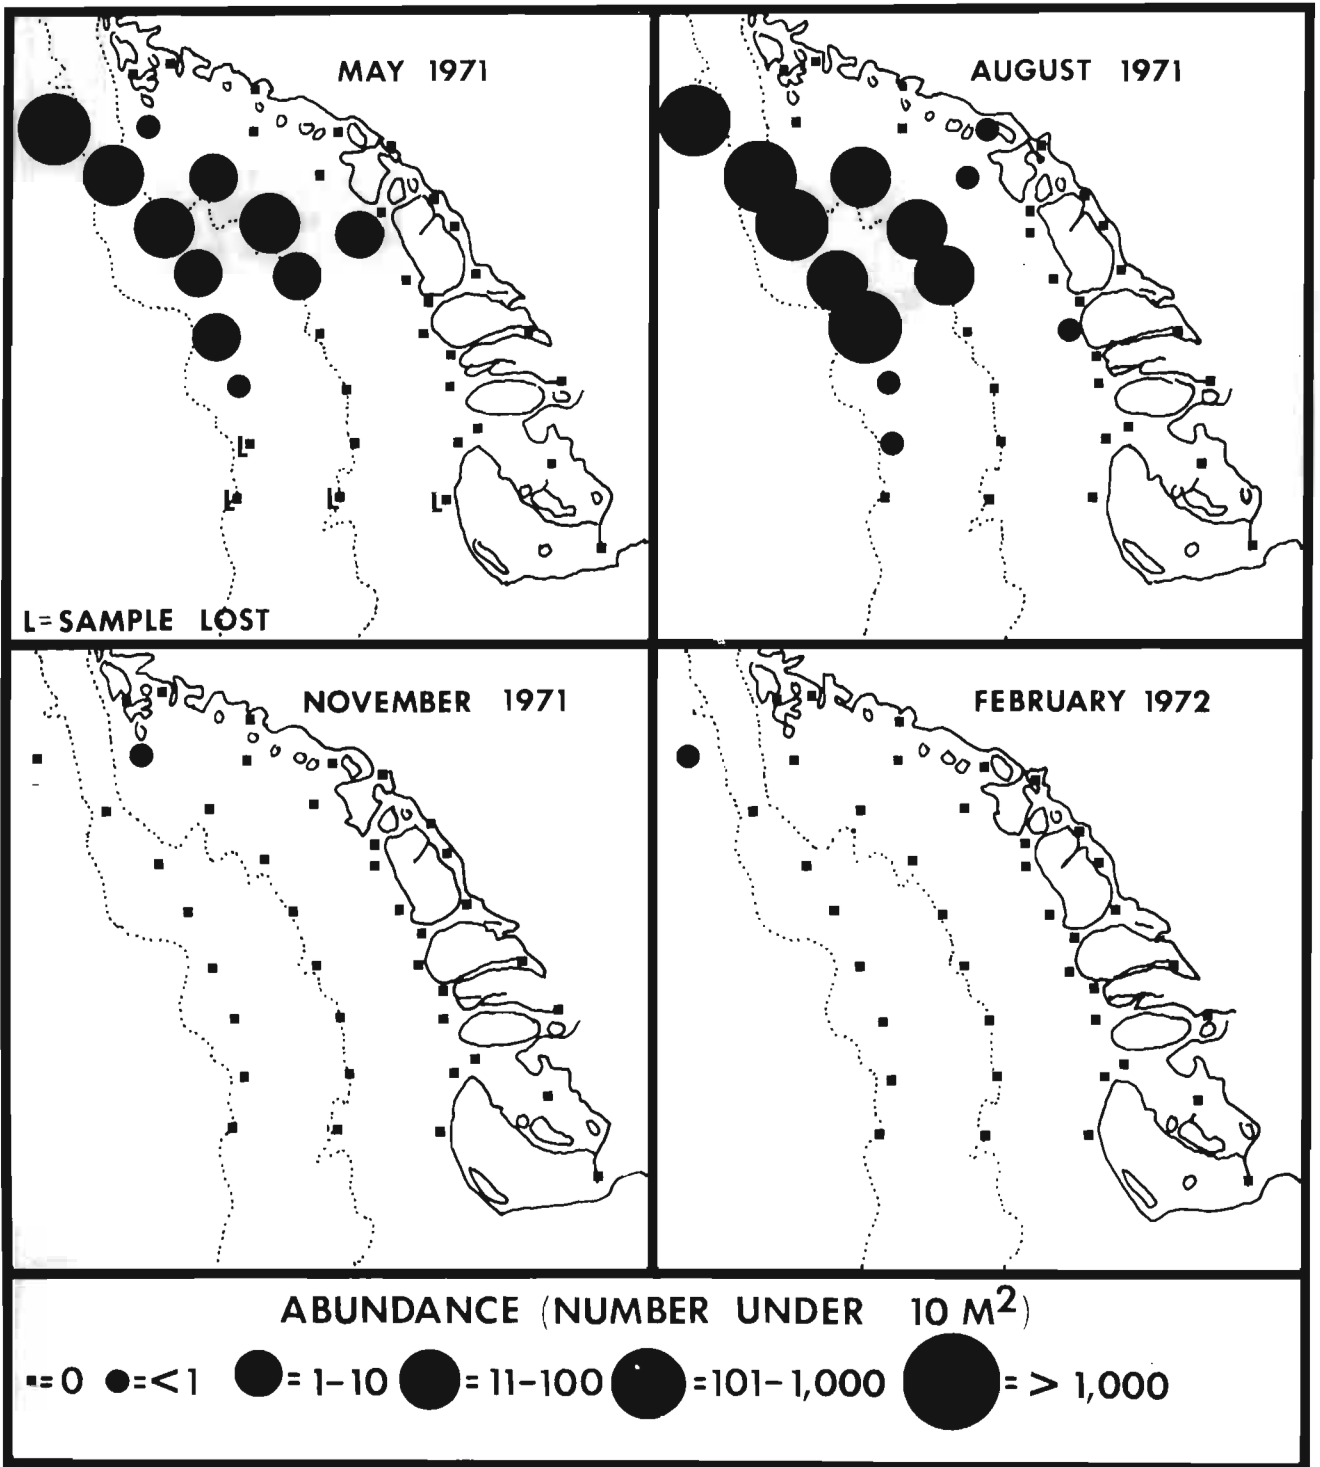 MAY 1971
AUGUST 1971
L
L
L
L
L=SAMPLE LOST
NOVEMBER 1971
FEBRUARY 1972
ABUNDANCE (NUMBER UNDER 10 M²)
=0 =<1 =1-10 =11-100 =101-1,000 => 1,000